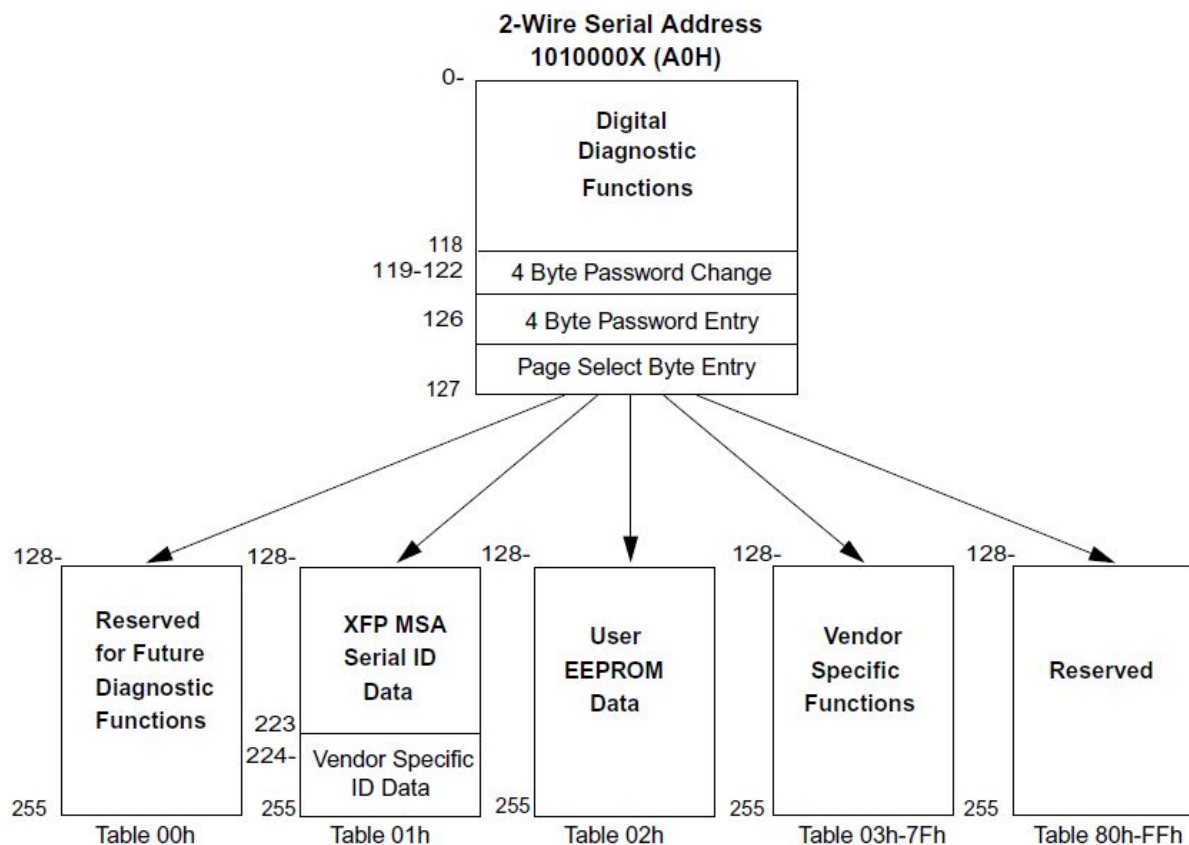 2-Wire Serial Address
1010000X (A0H)
0-
Digital
Diagnostic
Functions
118
119-122
4 Byte Password Change
126
4 Byte Password Entry
Page Select Byte Entry
127
128-
Reserved
for Future
Diagnostic
Functions
255
Table 00h
128-
XFP MSA
Serial ID
Data
223
224-
Vendor Specific
ID Data
255
Table 01h
128-
User
EEPROM
Data
255
Table 02h
128-
Vendor
Specific
Functions
255
Table 03h-7Fh
128-
Reserved
255
Table 80h-FFh